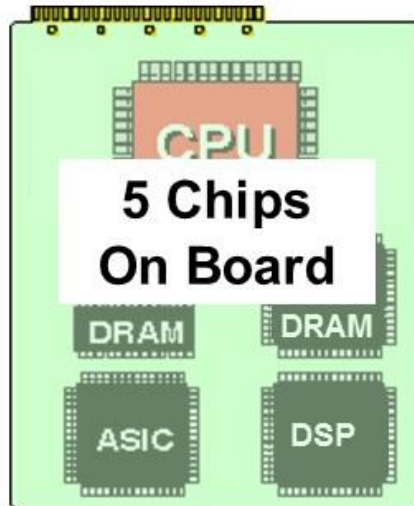 CPU
5 Chips
On Board
DRAM
DRAM
ASIC
DSP